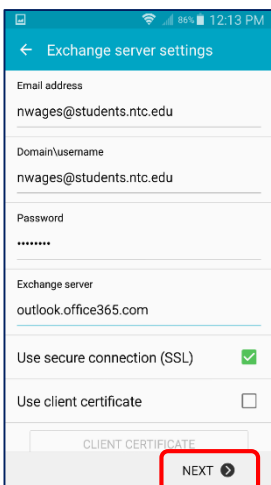 86% 12:13 PM
Exchange server settings
Email address
nwages@students.ntc.edu
Domain\username
nwages@students.ntc.edu
Password
••••••••
Exchange server
outlook.office365.com
Use secure connection (SSL)
Use client certificate
CLIENT CERTIFICATE
NEXT